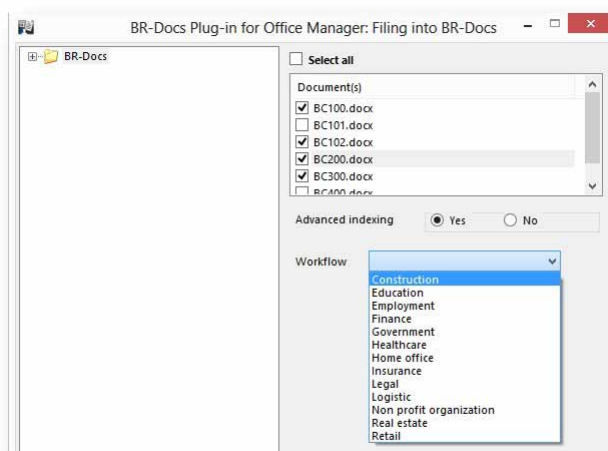 BR-Docs Plug-in for Office Manager: Filing into BR-Docs
BR-Docs
Select all
Document(s)
BC100.docx
BC101.docx
BC102.docx
BC200.docx
BC300.docx
BC400.docx
Advanced indexing Yes No
Workflow
Construction
Education
Employment
Finance
Government
Healthcare
Home office
Insurance
Legal
Logistic
Non profit organization
Real estate
Retail